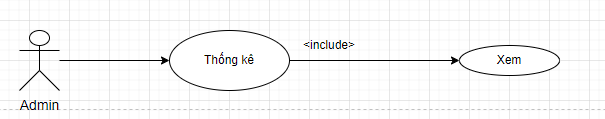 <include>
Thống kê
Xem
Admin